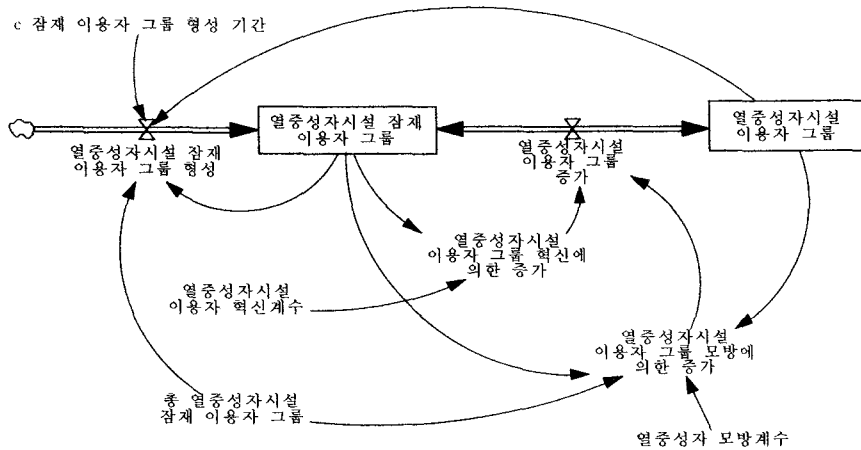 c 잠재 이용자 그룹 형성 기간
열중성자시설 잠재
이용자 그룹
열중성자시설
이용자 그룹
열중성자시설 잠재
이용자 그룹 형성
열중성자시설
이용자 그룹
증가
열중성자시설
이용자 그룹 혁신에
의한 증가
열중성자시설
이용자 혁신계수
열중성자시설
이용자 그룹 모방에
의한 증가
총 열중성자시설
잠재 이용자 그룹
열중성자 모방계수